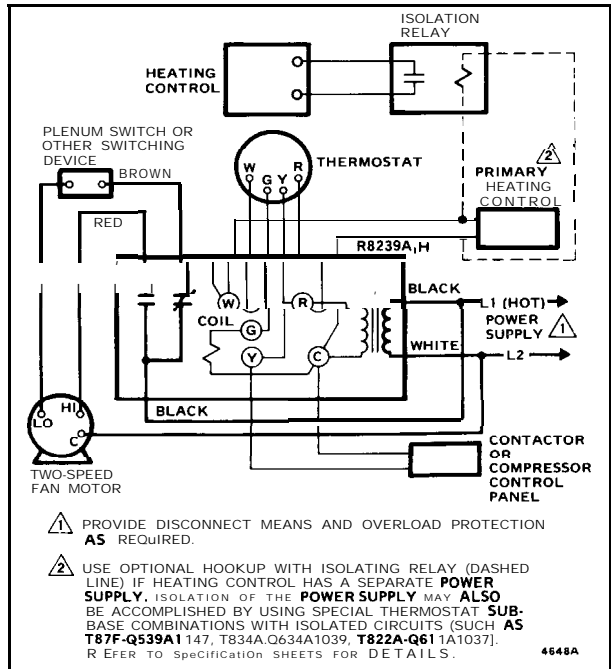 ISOLATION
RELAY
HEATING
CONTROL
PLENUM SWITCH OR
OTHER SWITCHING
DEVICE
BROWN
W
G Y
R
THERMOSTAT
2
PRIMARY
HEATING
CONTROL
RED
R8239A,H
BLACK
W
R
L1 (HOT)
COIL
G
POWER
SUPPLY
1
Y
C
WHITE
L2
BLACK
LO
HI
C
TWO-SPEED
FAN MOTOR
CONTACTOR
OR
COMPRESSOR
CONTROL
PANEL
1 PROVIDE DISCONNECT MEANS AND OVERLOAD PROTECTION
AS REQuIRED.
2 USE OPTIONAL HOOKUP WITH ISOLATING RELAY (DASHED
LINE) IF HEATING CONTROL HAS A SEPARATE POWER
SUPPLY. ISOLATION OF THE POWER SUPPLY MAY ALSO
BE ACCOMPLISHED BY USING SPECIAL THERMOSTAT SUB-
BASE COMBINATIONS WITH ISOLATED CIRCUITS (SUCH AS
T87F-Q539A1 147, T834A.Q634A1039, T822A-Q61 1A1037].
R EFER TO SpeCifiCatiOn SHEETS FOR DETAILS.
4648A